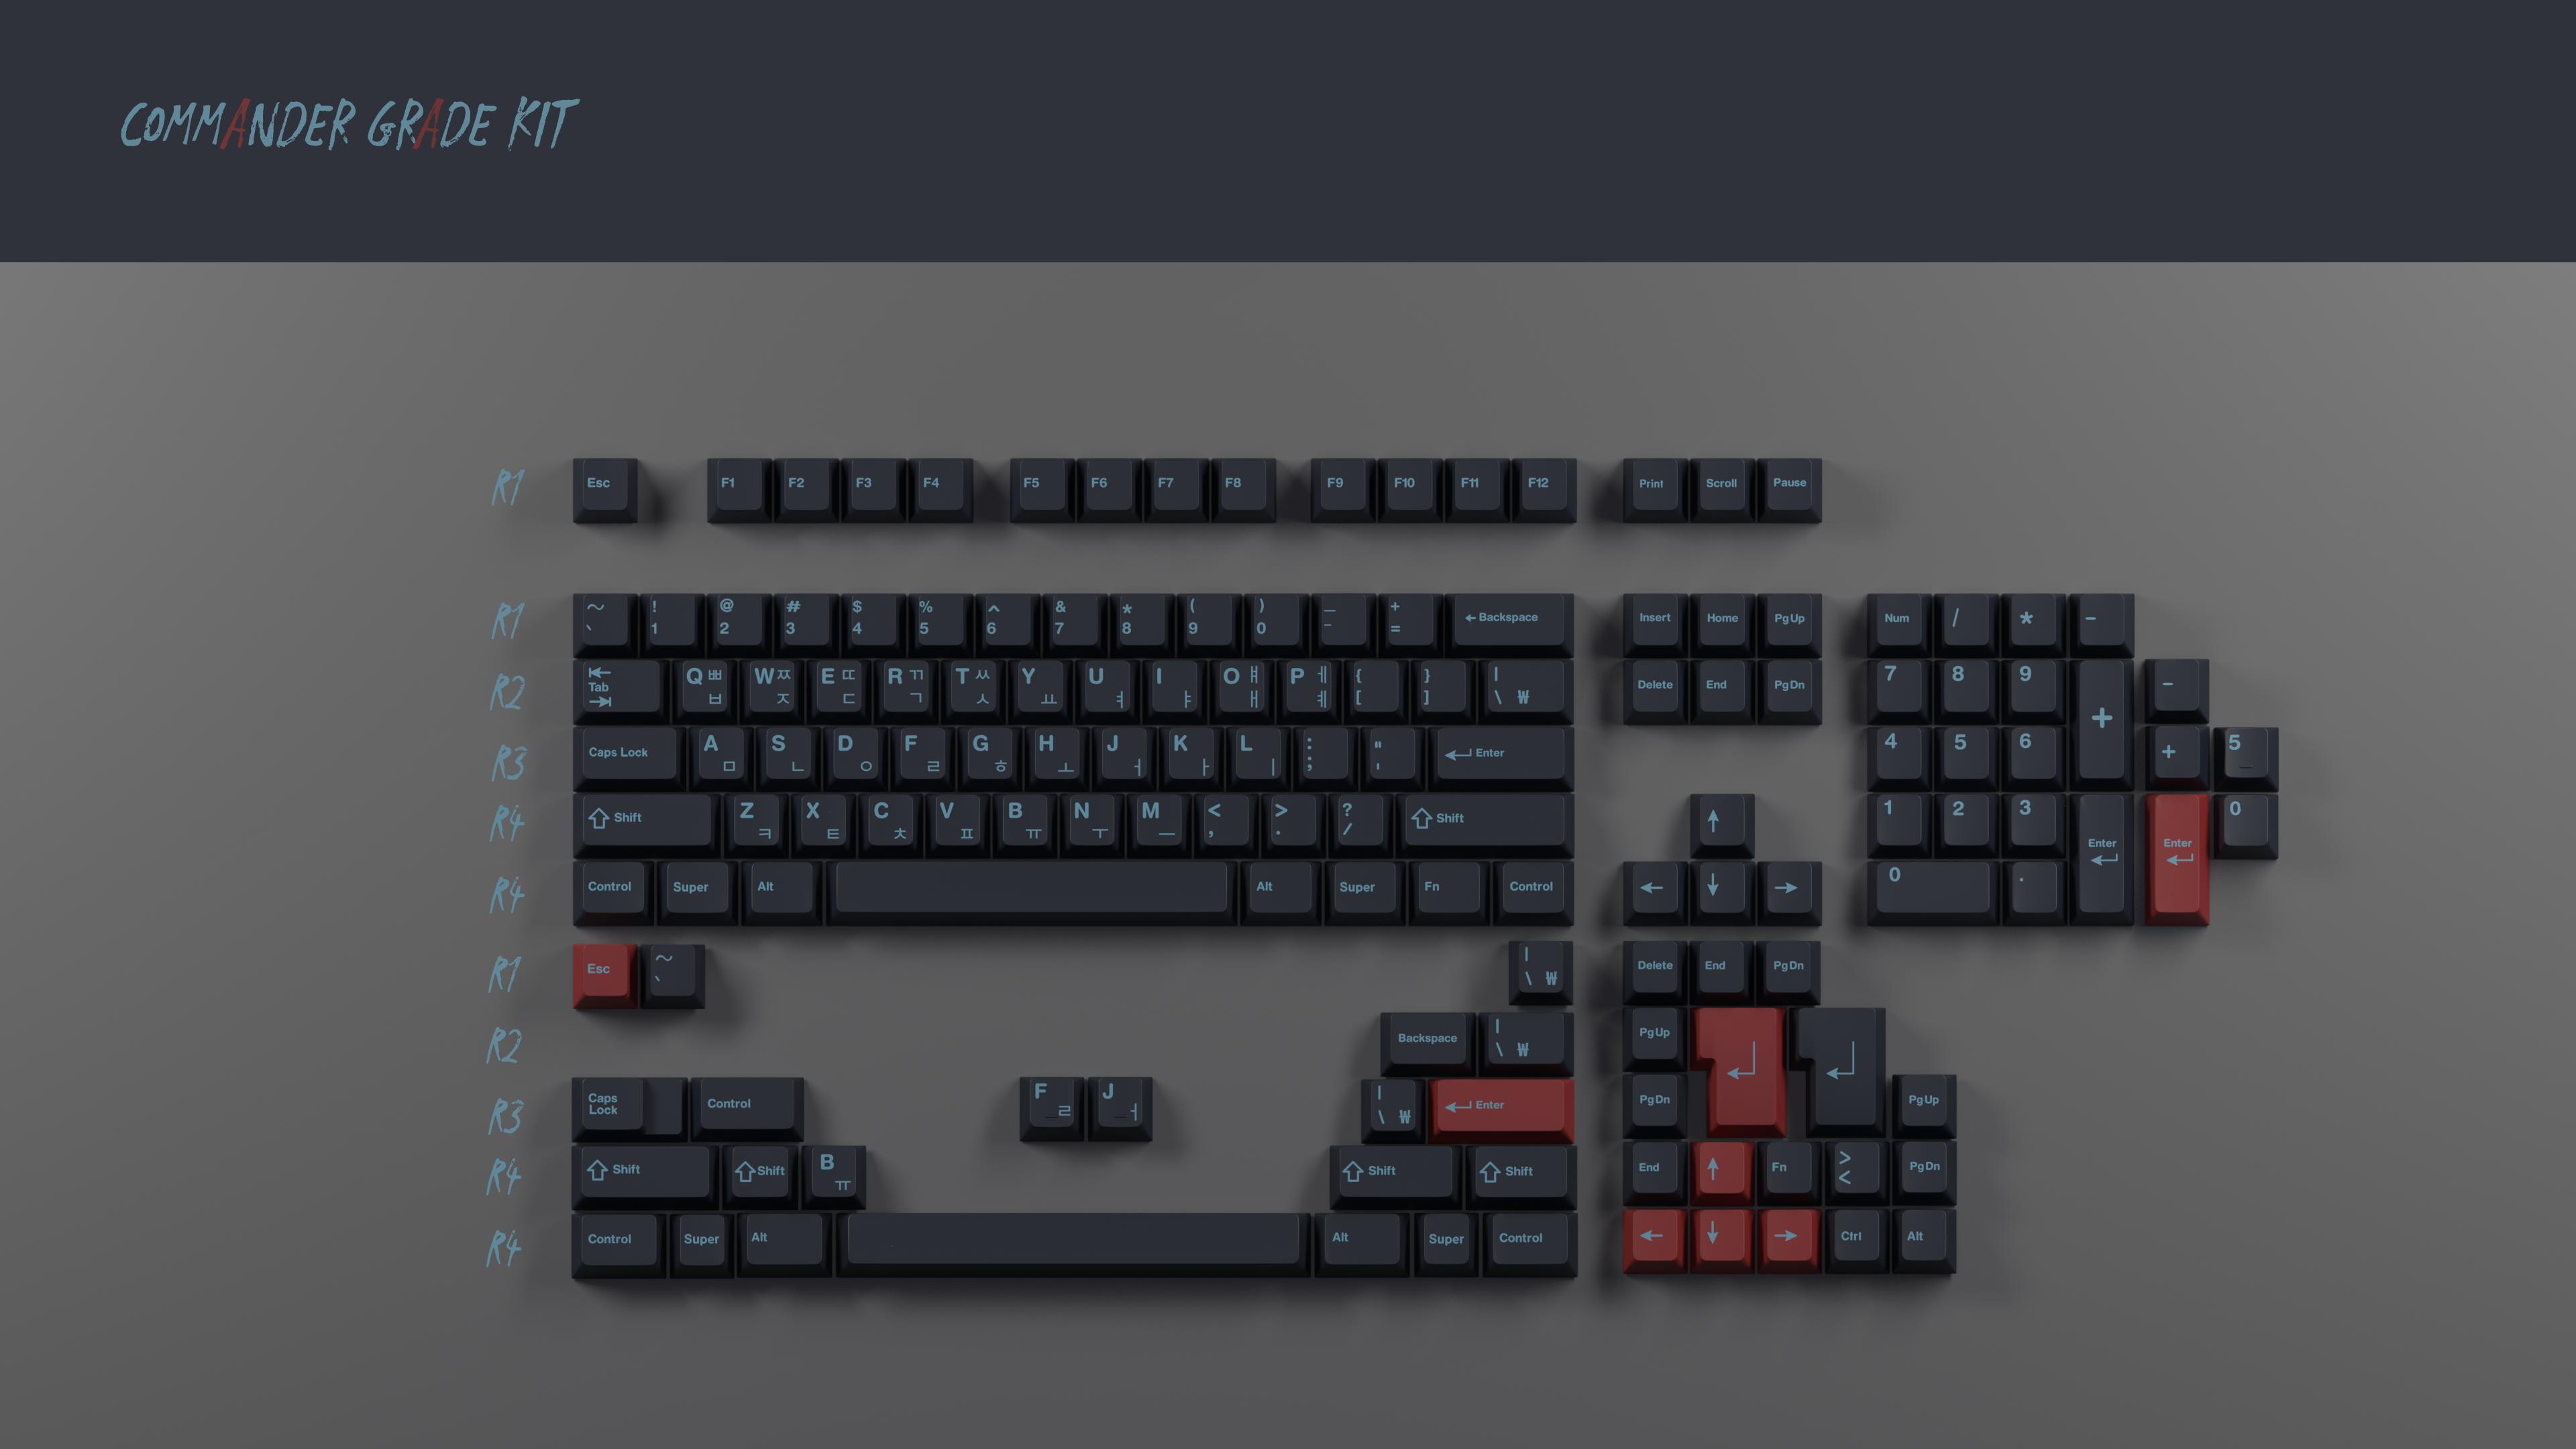 COMMANDER GRADE KIT
R1 Esc F1 F2 F3 F4 F5 F6 F7 F8 F9 F10 F11 F12 Print Scroll Pause
R1 ~ ` ! 1 @ 2 # 3 $ 4 % 5 ^ 6 & 7 * 8 ( 9 ) 0 _ - + = ← Backspace Insert Home PgUp Num / * -
R2 Tab Q ㅃ ㅂ W ㅉ ㅈ E ㄸ ㄷ R ㄲ ㄱ T ㅆ ㅅ Y ㅛ U ㅕ I ㅑ O ㅒ ㅐ P ㅖ ㅔ { [ } ] | \ ₩ Delete End PgDn 7 8 9 + -
R3 Caps Lock A ㅁ S ㄴ D ㅇ F ㄹ G ㅎ H ㅗ J ㅓ K ㅏ L ㅣ : ; " ' Enter 4 5 6 + 5
R4 Shift Z ㅋ X ㅌ C ㅊ V ㅍ B ㅠ N ㅜ M ㅡ < , > . ? / Shift ↑ 1 2 3 Enter Enter 0
R4 Control Super Alt Alt Super Fn Control ← ↓ → 0 .
R1 Esc ~ ` | \ ₩ Delete End PgDn
R2 Backspace | \ ₩ PgUp
R3 Caps Lock Control F ㄹ J ㅓ | \ ₩ Enter PgDn PgUp
R4 Shift Shift B ㅠ Shift Shift End ↑ Fn > < PgDn
R4 Control Super Alt Alt Super Control ← ↓ → Ctrl Alt